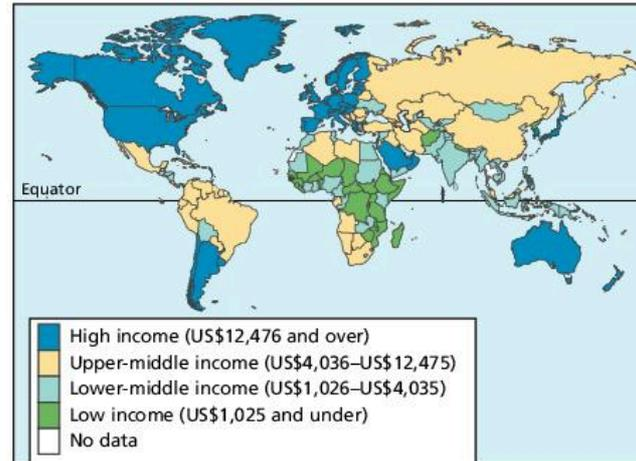 Equator
High income (US$12,476 and over)
Upper-middle income (US$4,036–US$12,475)
Lower-middle income (US$1,026–US$4,035)
Low income (US$1,025 and under)
No data